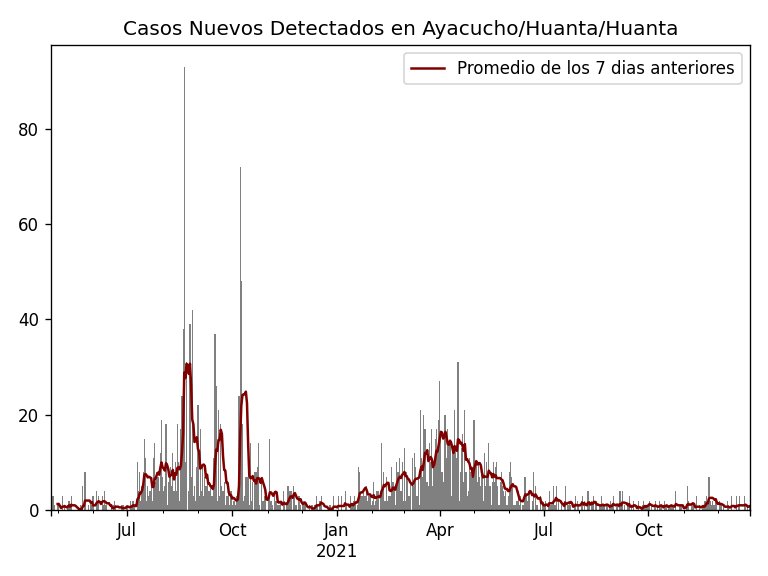 Casos Nuevos Detectados en Ayacucho/Huanta/Huanta
Promedio de los 7 dias anteriores
80
60
40
20
0
Jul
Oct
Jan
2021
Apr
Jul
Oct